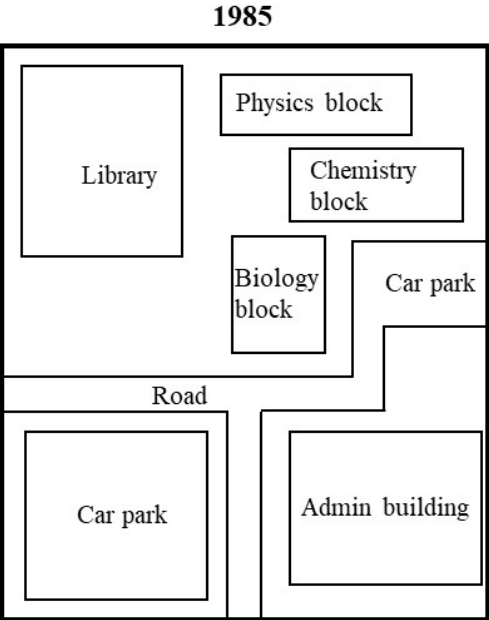 1985
Physics block
Library
Chemistry
block
Biology
block
Car park
Road
Car park
Admin building